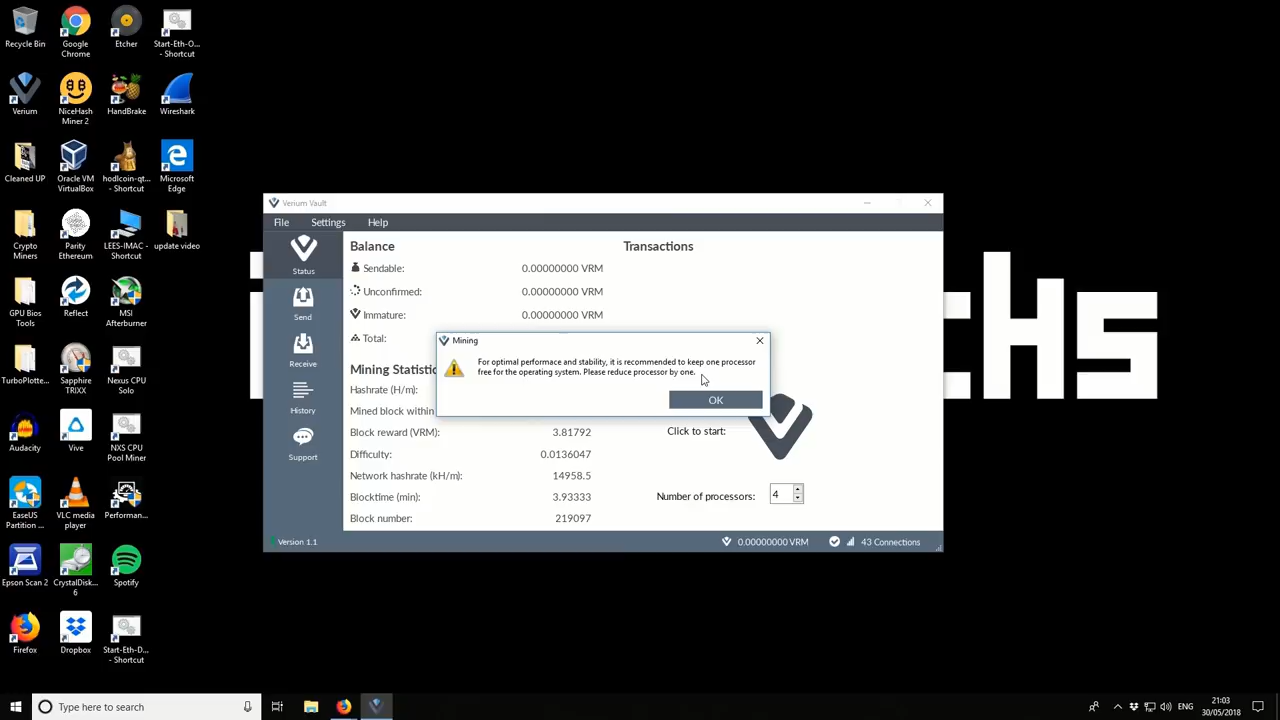 Recycle Bin
Google
Chrome
Etcher
Start-Eth-O...
- Shortcut
Verium
NiceHash
Miner 2
HandBrake
Wireshark
Cleaned UP
Oracle VM
VirtualBox
hodlcoin-qt...
- Shortcut
Microsoft
Edge
Crypto
Miners
Parity
Ethereum
LEES-IMAC -
Shortcut
update video
GPU Bios
Tools
Reflect
MSI
Afterburner
TurboPlotte...
Sapphire
TRIXX
Nexus CPU
Solo
Audacity
Vive
NXS CPU
Pool Miner
EaseUS
Partition ...
VLC media
player
Performan...
Epson Scan 2
CrystalDisk...
6
Spotify
Firefox
Dropbox
Start-Eth-D...
- Shortcut
Verium Vault
File Settings Help
Status
Send
Receive
History
Support
Balance
Sendable: 0.00000000 VRM
Unconfirmed: 0.00000000 VRM
Immature: 0.00000000 VRM
Total:
Transactions
Mining
For optimal performace and stability, it is recommended to keep one processor
free for the operating system. Please reduce processor by one.
OK
Mining Statistic
Hashrate (H/m):
Mined block within
Block reward (VRM): 3.81792
Difficulty: 0.0136047
Network hashrate (kH/m): 14958.5
Blocktime (min): 3.93333
Block number: 219097
Click to start:
Number of processors: 4
Version 1.1
0.00000000 VRM
43 Connections
Type here to search
ENG
21:03
30/05/2018